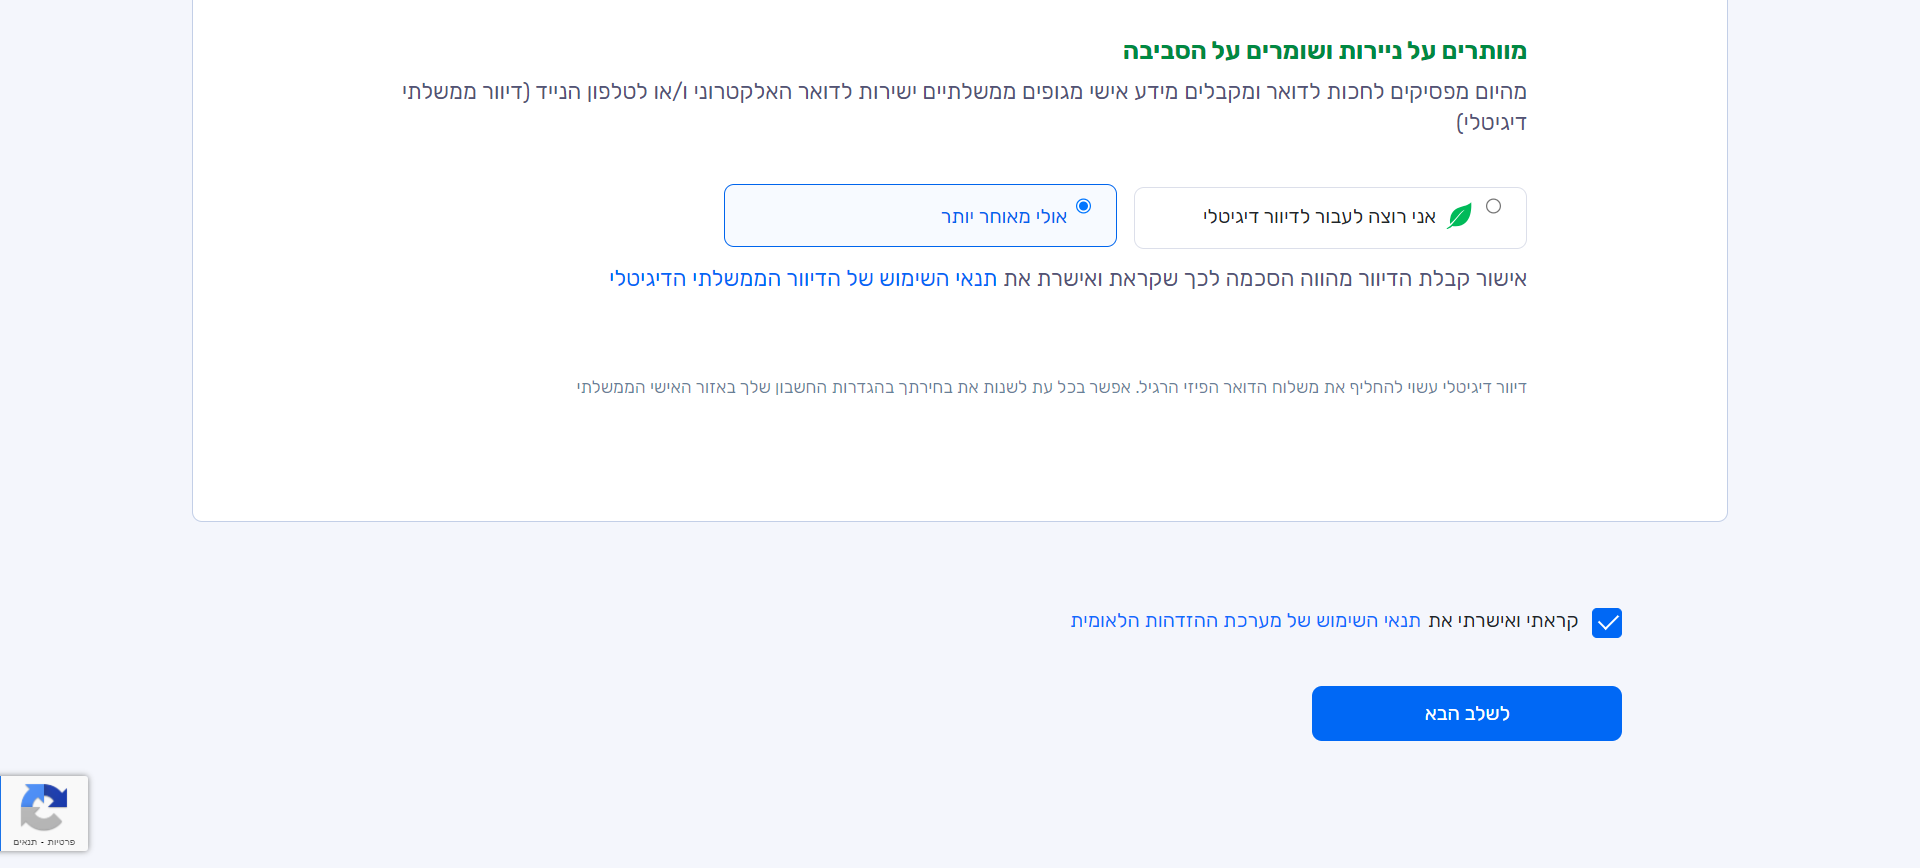 מוותרים על ניירות ושומרים על הסביבה
מהיום מפסיקים לחכות לדואר ומקבלים מידע אישי מגופים ממשלתיים ישירות לדואר האלקטרוני ו/או לטלפון הנייד (דיוור ממשלתי
דיגיטלי)
אני רוצה לעבור לדיוור דיגיטלי
אולי מאוחר יותר
אישור קבלת הדיוור מהווה הסכמה לכך שקראת ואישרת את תנאי השימוש של הדיוור הממשלתי הדיגיטלי
דיוור דיגיטלי עשוי להחליף את משלוח הדואר הפיזי הרגיל. אפשר בכל עת לשנות את בחירתך בהגדרות החשבון שלך באזור האישי הממשלתי
קראתי ואישרתי את תנאי השימוש של מערכת ההזדהות הלאומית
לשלב הבא
פרטיות - תנאים